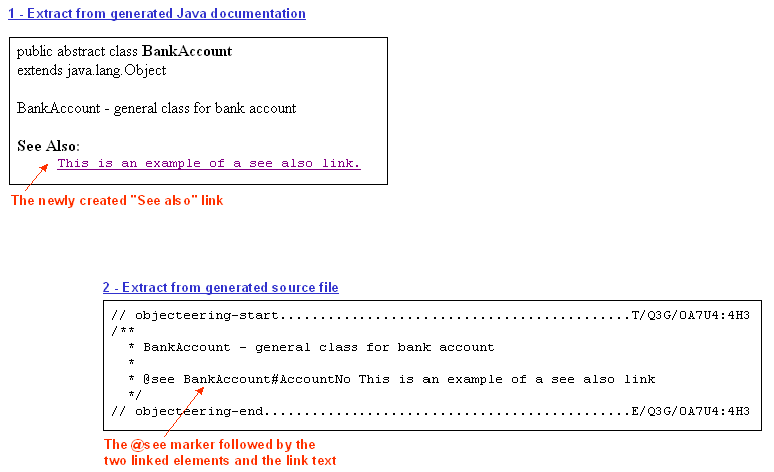 1 - Extract from generated Java documentation
public abstract class BankAccount
extends java.lang.Object
BankAccount - general class for bank account
See Also:
This is an example of a see also link.
The newly created "See also" link
2 - Extract from generated source file
// objecteering-start............................................T/Q3G/OA7U4:4H3
/**
* BankAccount - general class for bank account
*
* @see BankAccount#AccountNo This is an example of a see also link
*/
// objecteering-end..............................................E/Q3G/OA7U4:4H3
The @see marker followed by the
two linked elements and the link text